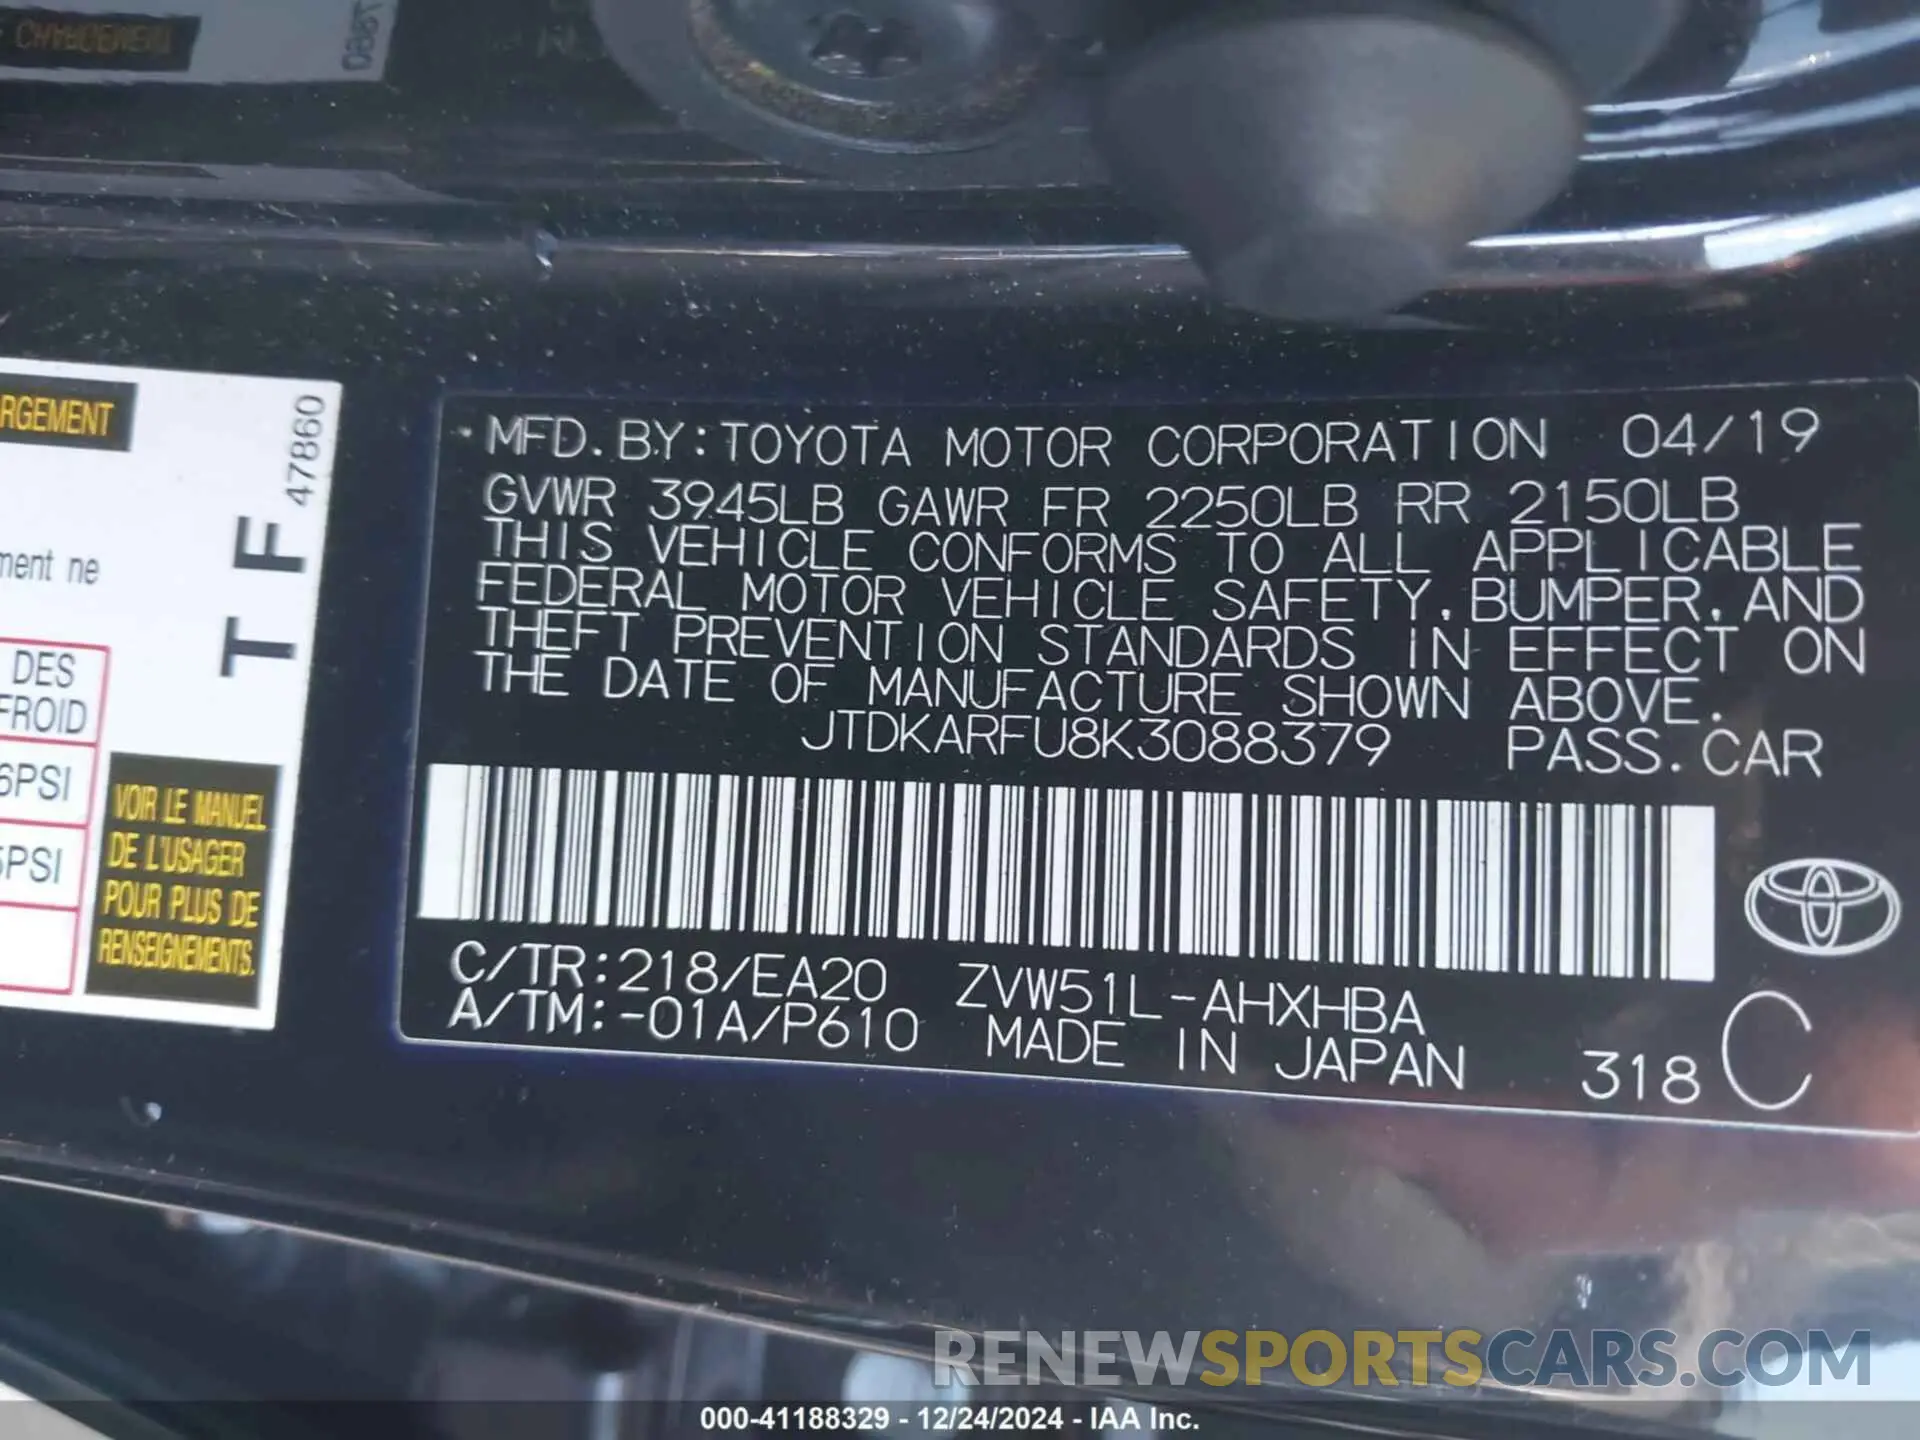 CHARGEMENT
47860
RGEMENT
47860
T F
ment ne
DES
FROID
6PSI
5PSI
VOIR LE MANUEL
DE L'USAGER
POUR PLUS DE
RENSEIGNEMENTS.
MFD. BY: TOYOTA MOTOR CORPORATION 04/19
GVWR 3945LB GAWR FR 2250LB RR 2150LB
THIS VEHICLE CONFORMS TO ALL APPLICABLE
FEDERAL MOTOR VEHICLE SAFETY, BUMPER, AND
THEFT PREVENTION STANDARDS IN EFFECT ON
THE DATE OF MANUFACTURE SHOWN ABOVE.
JTDKARFU8K3088379 PASS. CAR
C/TR: 218/EA20 ZVW51L-AHXHBA
A/TM: -01A/P610 MADE IN JAPAN 318 C
RENEWSPORTSCARS.COM
000-41188329 - 12/24/2024 - IAA Inc.